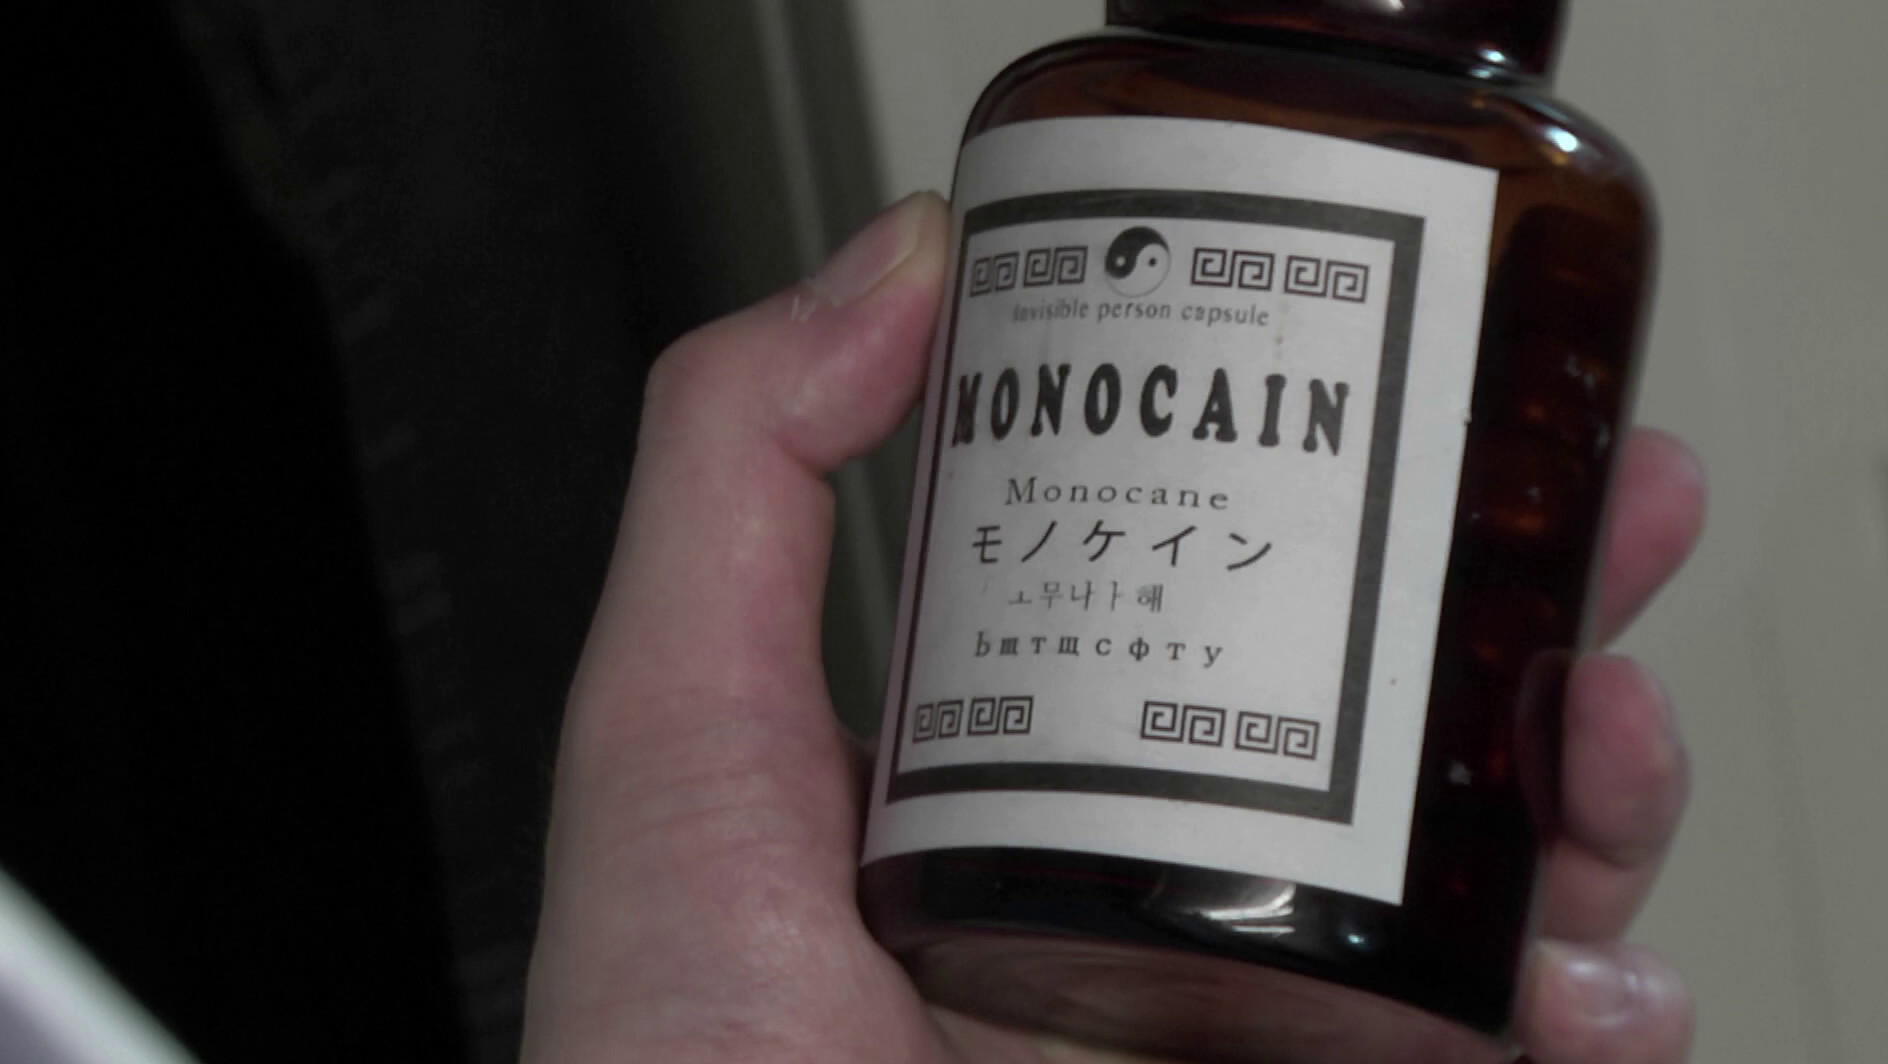 invisible person capsule
MONOCAIN
Monocane
モノケイン
ㅗ무나ㅏ해
Ьштщсфту